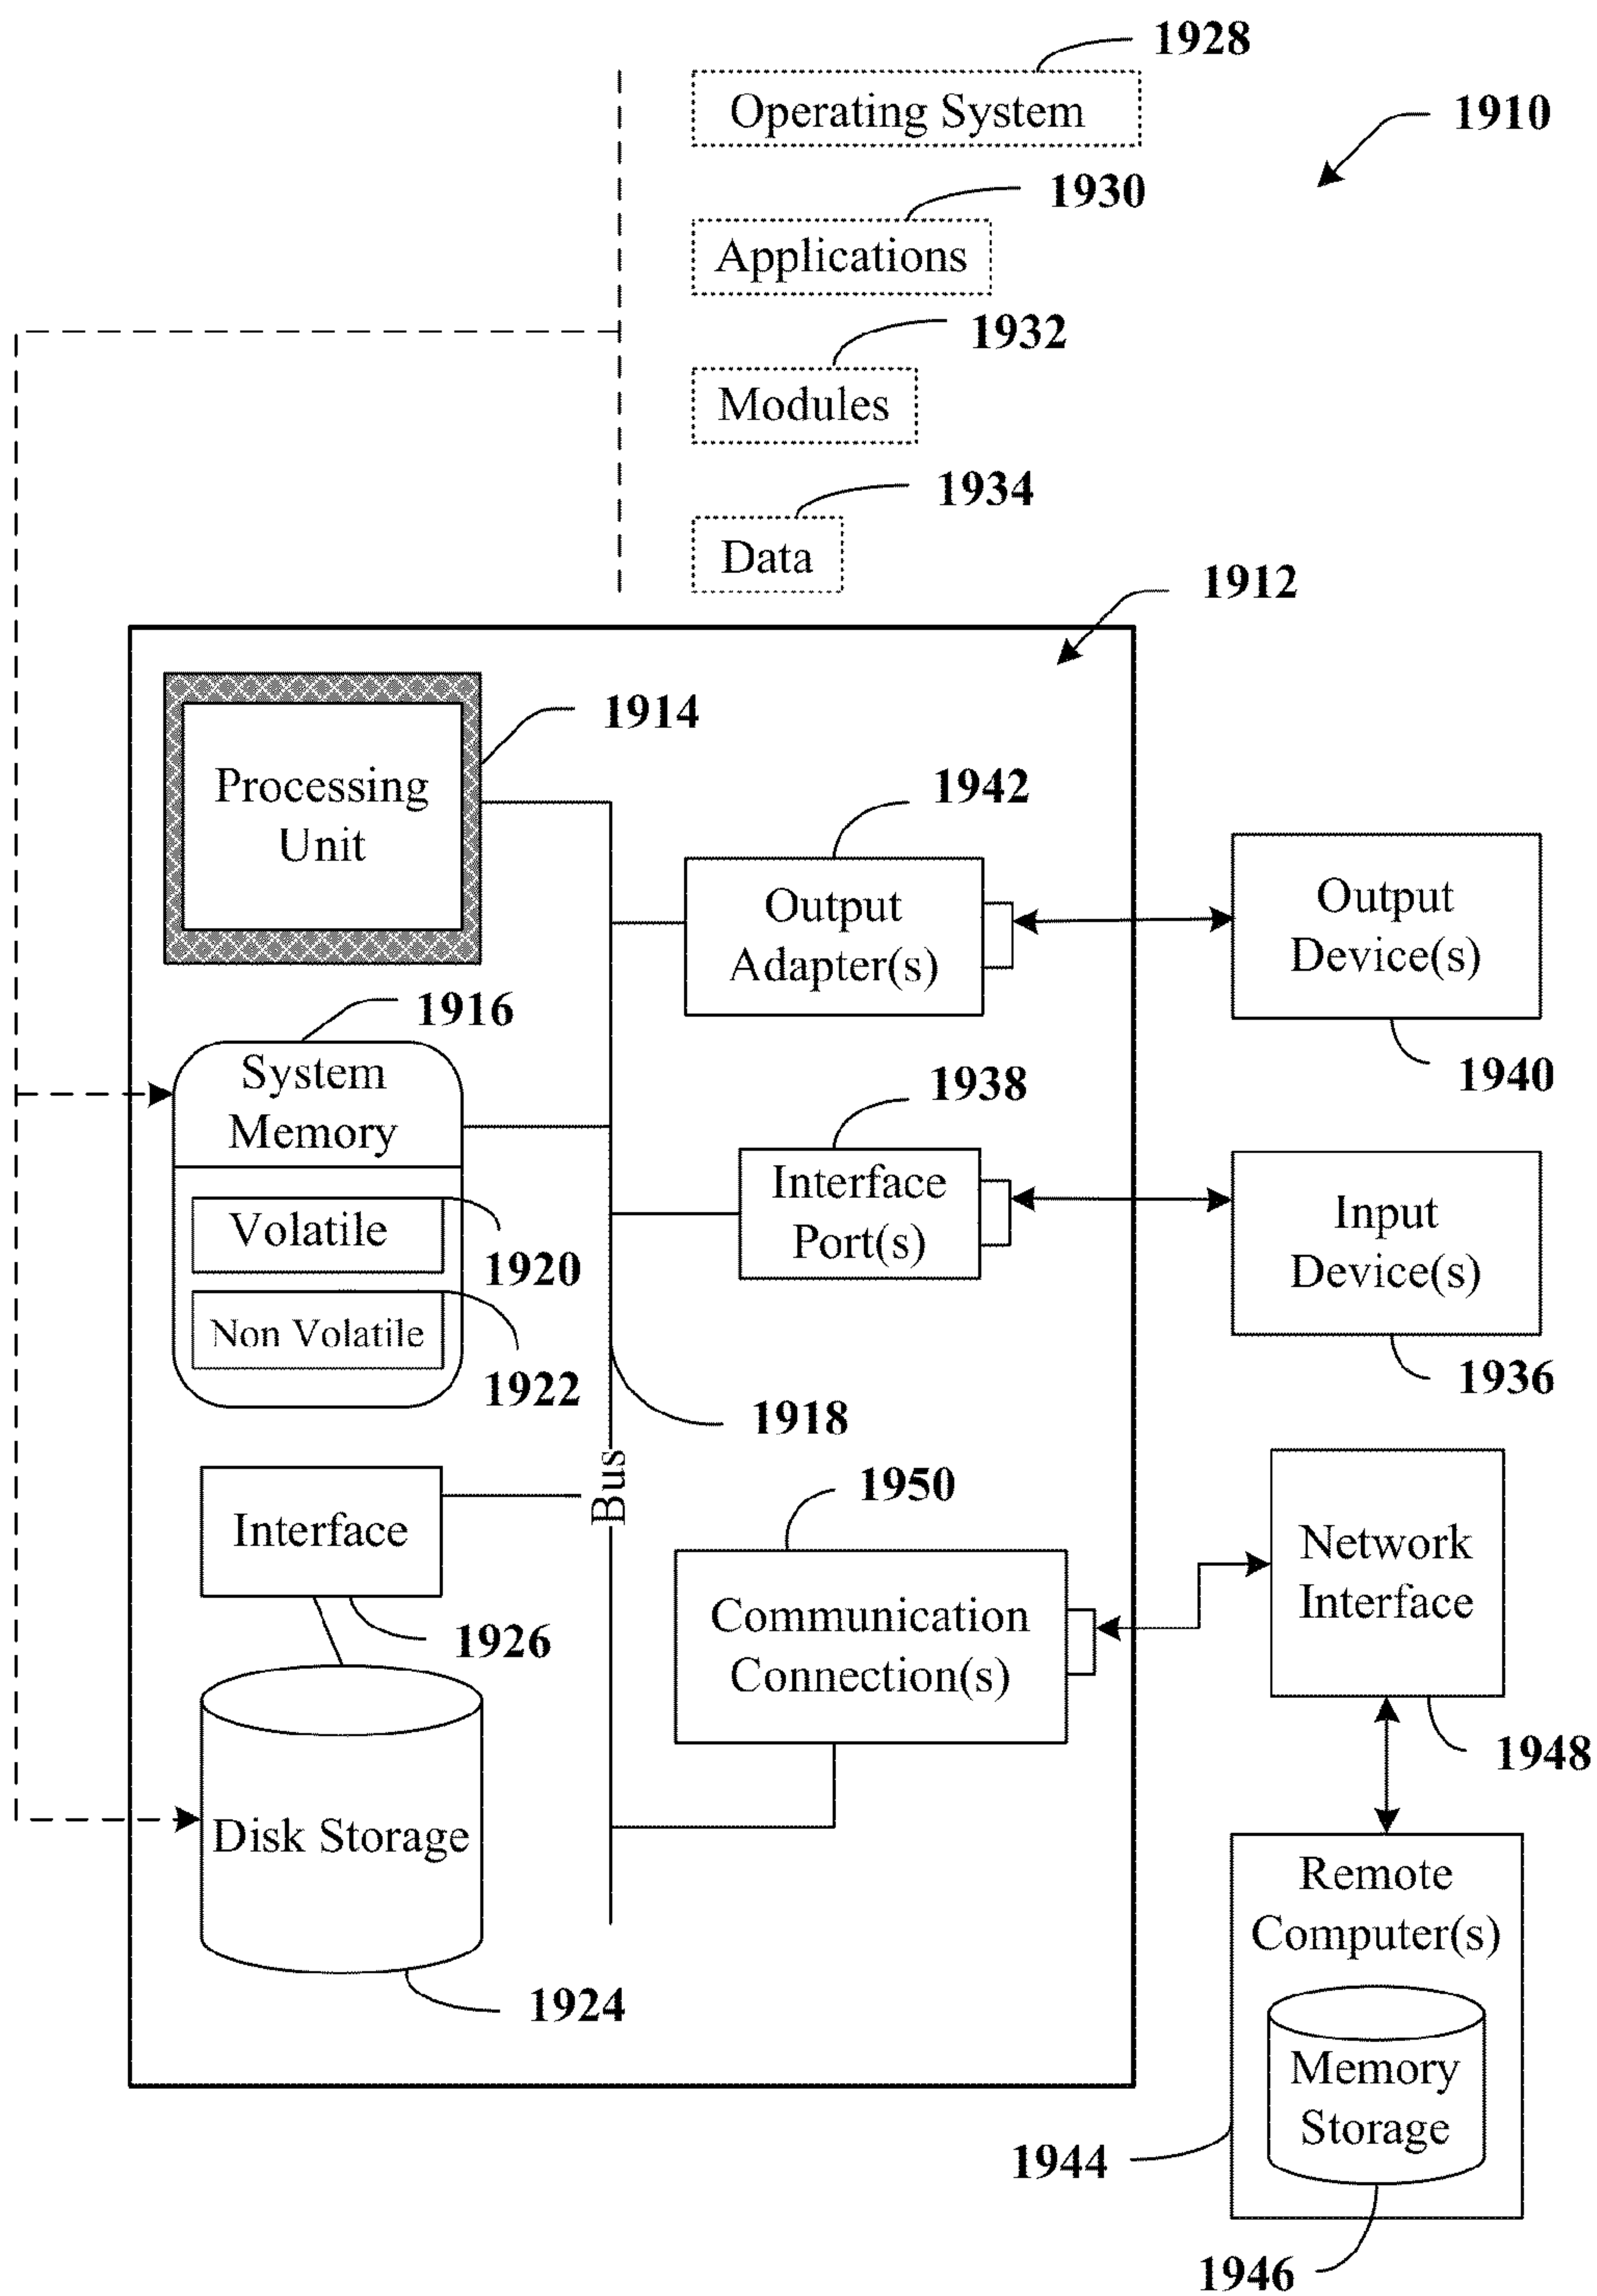 1928
Operating System
1910
1930
Applications
1932
Modules
1934
Data
1912
1914
Processing
Unit
1942
Output
Adapter(s)
Output
Device(s)
1940
1916
System
Memory
Volatile
1920
Non Volatile
1922
1938
Interface
Port(s)
Input
Device(s)
1936
1918
Bus
Interface
1926
1950
Communication
Connection(s)
Network
Interface
1948
Disk Storage
1924
Remote
Computer(s)
Memory
Storage
1944
1946